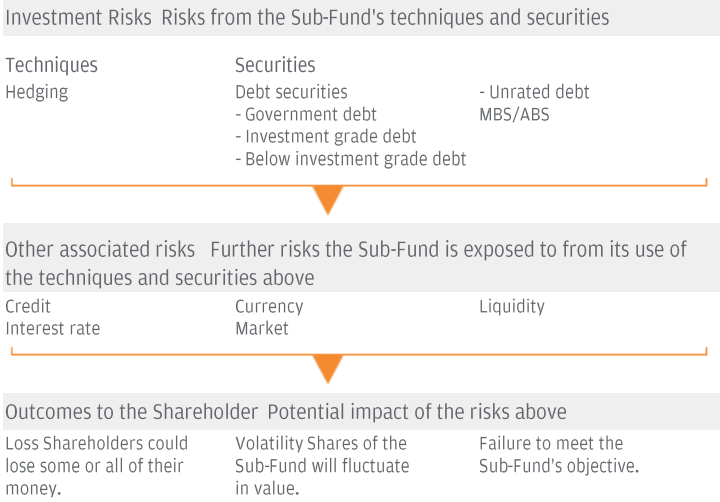 Investment Risks Risks from the Sub-Fund's techniques and securities
Techniques
Hedging
Securities
Debt securities
- Government debt
- Investment grade debt
- Below investment grade debt
- Unrated debt
MBS/ABS
Other associated risks Further risks the Sub-Fund is exposed to from its use of
the techniques and securities above
Credit
Interest rate
Currency
Market
Liquidity
Outcomes to the Shareholder Potential impact of the risks above
Loss Shareholders could
lose some or all of their
money.
Volatility Shares of the
Sub-Fund will fluctuate
in value.
Failure to meet the
Sub-Fund's objective.